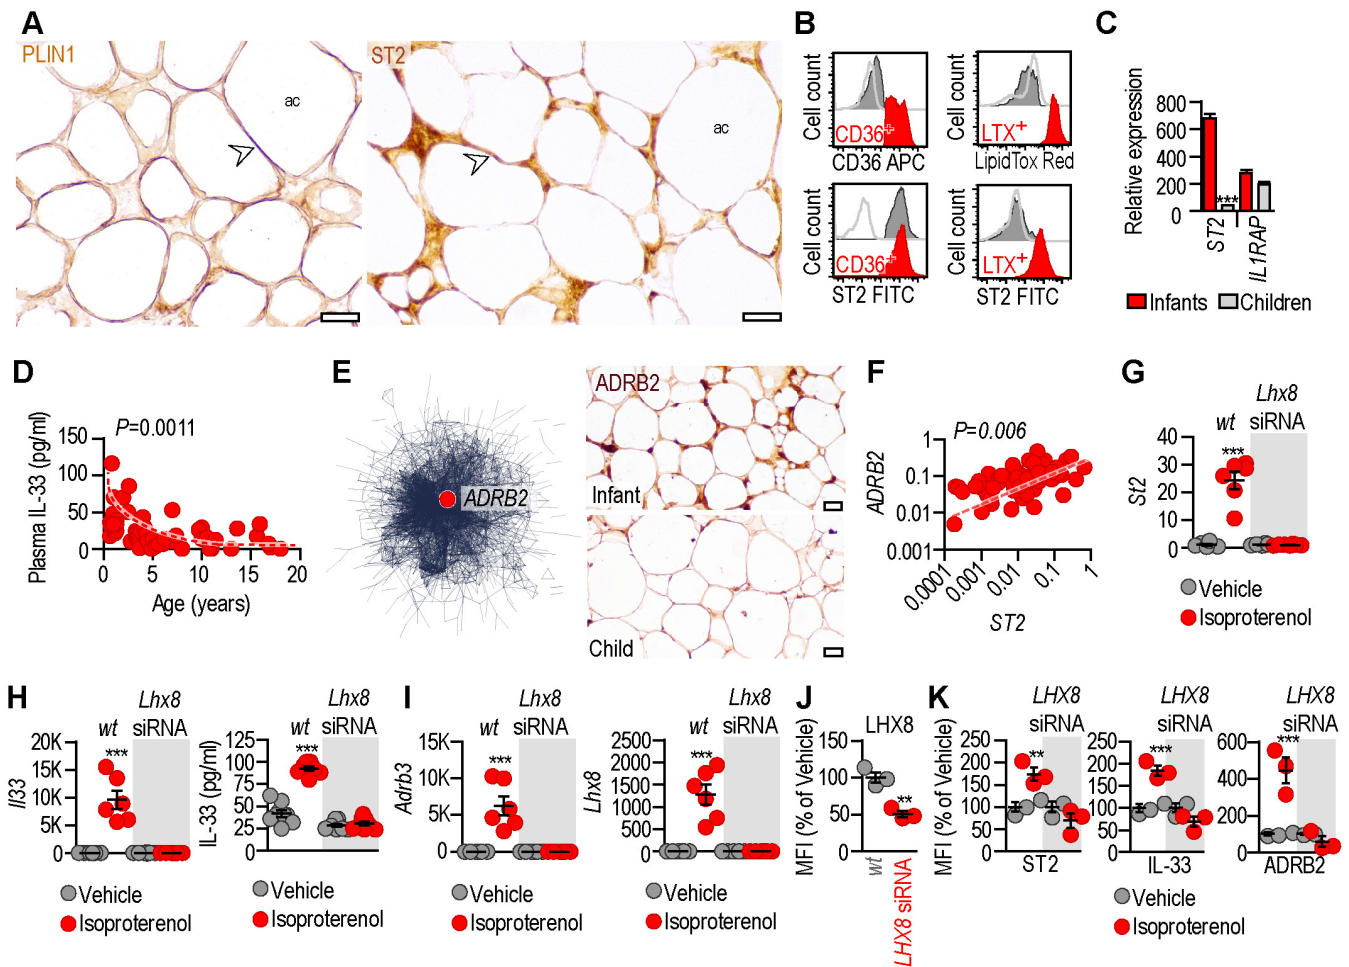 A
PLIN1
ac
ST2
ac
B
Cell count
CD36+
CD36 APC
Cell count
LTX+
LipidTox Red
Cell count
CD36+
ST2 FITC
Cell count
LTX+
ST2 FITC
C
Relative expression
800
600
400
200
0
***
ST2
IL1RAP
Infants
Children
D
Plasma IL-33 (pg/ml)
P=0.0011
150
100
50
0
0
5
10
15
20
Age (years)
E
ADRB2
ADRB2
Infant
Child
F
P=0.006
ADRB2
1
0.1
0.01
0.001
0.0001
0.001
0.01
0.1
1
ST2
G
Lhx8
wt
siRNA
St2
40
30
20
10
0
***
Vehicle
Isoproterenol
H
Lhx8
wt
siRNA
Il33
20K
15K
10K
5K
0
***
Lhx8
wt
siRNA
IL-33 (pg/ml)
125
100
75
50
25
0
***
Vehicle
Isoproterenol
Vehicle
Isoproterenol
I
Lhx8
wt
siRNA
Adrb3
15K
10K
5K
0
***
Lhx8
wt
siRNA
Lhx8
2500
2000
1500
1000
500
0
***
Vehicle
Isoproterenol
Vehicle
Isoproterenol
J
LHX8
MFI (% of Vehicle)
150
100
50
0
**
wt
LHX8 siRNA
K
MFI (% of Vehicle)
LHX8
siRNA
250
200
150
100
50
0
**
ST2
LHX8
siRNA
250
200
150
100
50
0
***
IL-33
LHX8
siRNA
600
400
200
0
***
ADRB2
Vehicle
Isoproterenol